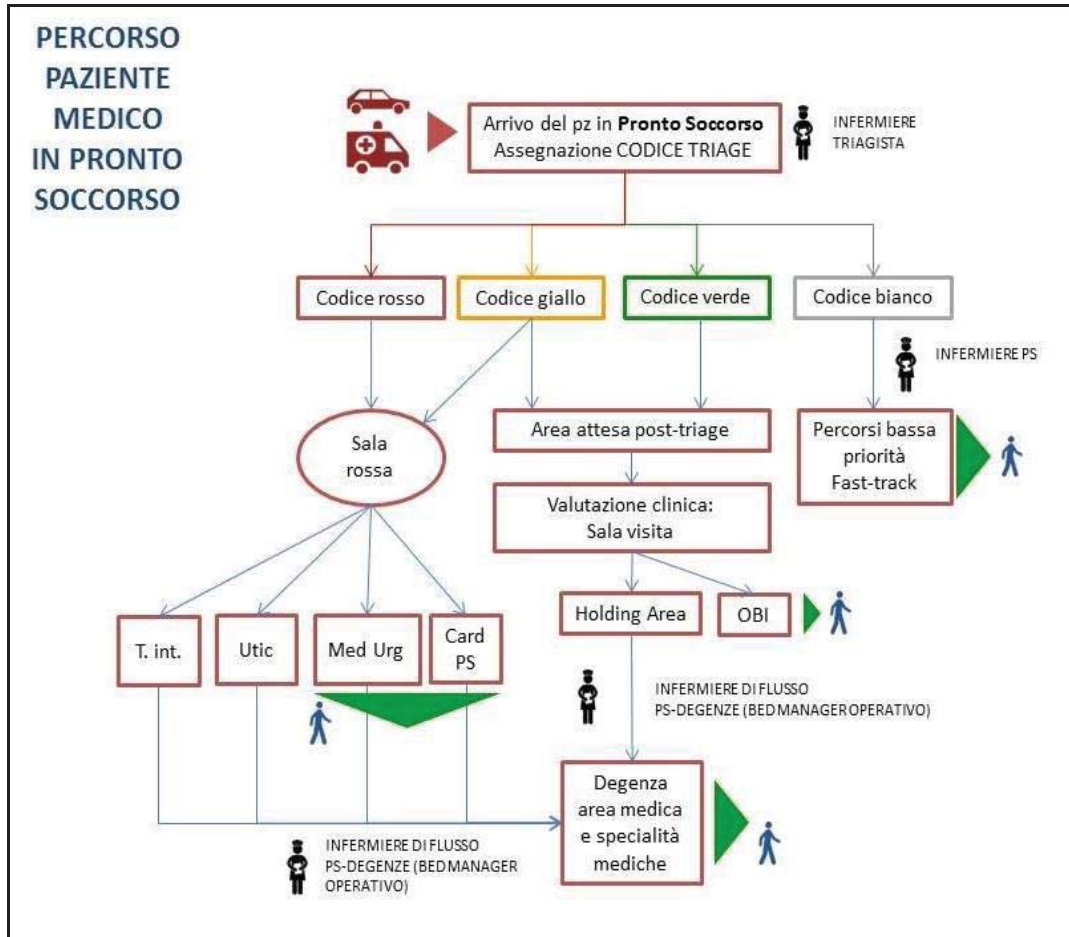 PERCORSO
PAZIENTE
MEDICO
IN PRONTO
SOCCORSO
Arrivo del pz in Pronto Soccorso
Assegnazione CODICE TRIAGE
INFERMIERE
TRIAGISTA
Codice rosso
Codice giallo
Codice verde
Codice bianco
INFERMIERE PS
Sala
rossa
Area attesa post-triage
Percorsi bassa
priorità
Fast-track
Valutazione clinica:
Sala visita
T. int.
Utic
Med Urg
Card
PS
Holding Area
OBI
INFERMIERE DI FLUSSO
PS-DEGENZE (BED MANAGER OPERATIVO)
Degenza
area medica
e specialità
mediche
INFERMIERE DI FLUSSO
PS-DEGENZE (BED MANAGER
OPERATIVO)